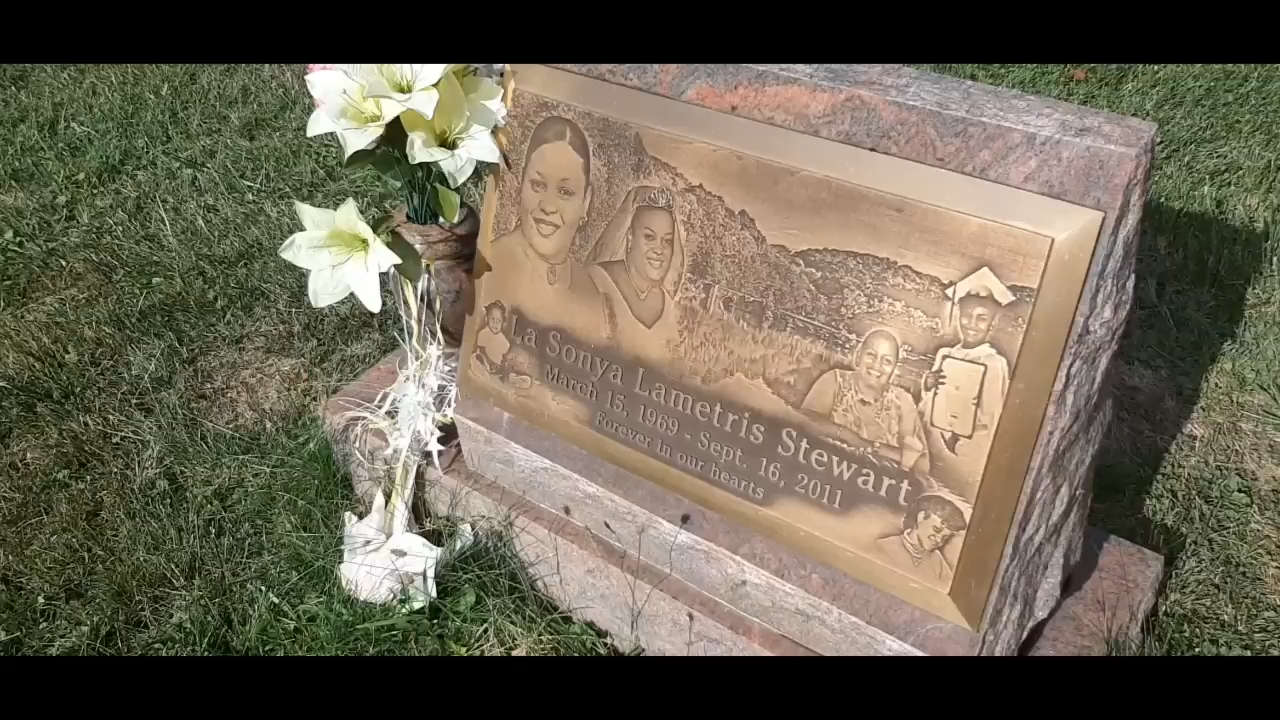 La Sonya Lametris Stewart
March 15, 1969 - Sept. 16, 2011
Forever in our hearts